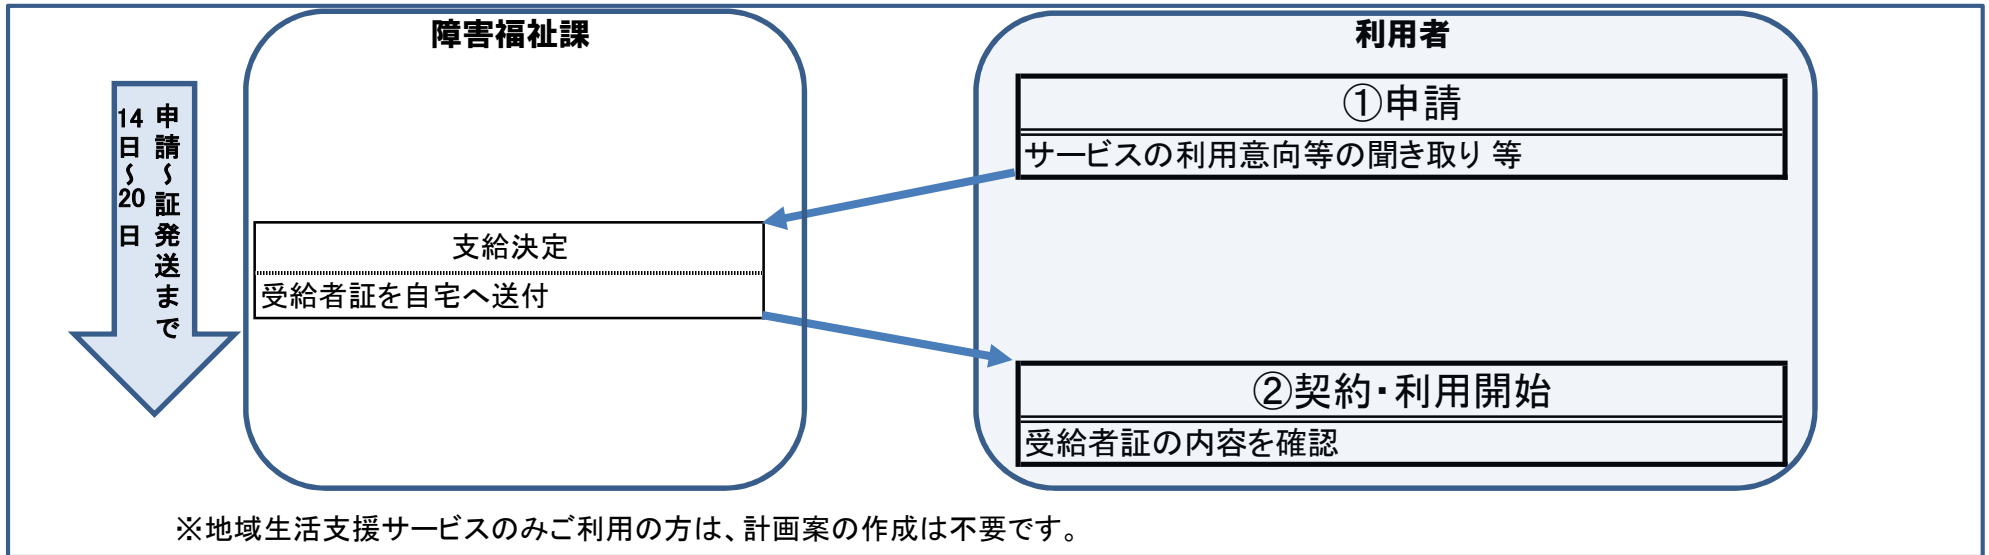 障害福祉課
利用者
申請～証発送まで
14日～20日
①申請
サービスの利用意向等の聞き取り 等
支給決定
受給者証を自宅へ送付
②契約・利用開始
受給者証の内容を確認
※地域生活支援サービスのみご利用の方は、計画案の作成は不要です。